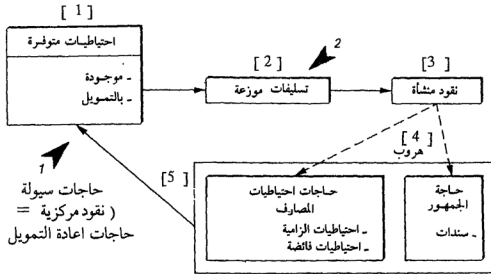 [ 1 ]
احتياطيات متوفرة
ـ موجودة
ـ بالتمويل
[ 2 ]
2
تسليفات موزعة
[ 3 ]
نقود منشأة
[ 4 ]
هروب
[ 5 ]
1
حاجات سيولة
( نقود مركزية =
حاجات اعادة التمويل
حاجات احتياطيات
المصارف
ـ احتياطيات الزامية
ـ احتياطيات فائضة
حاجة
الجمهور
ـ سندات